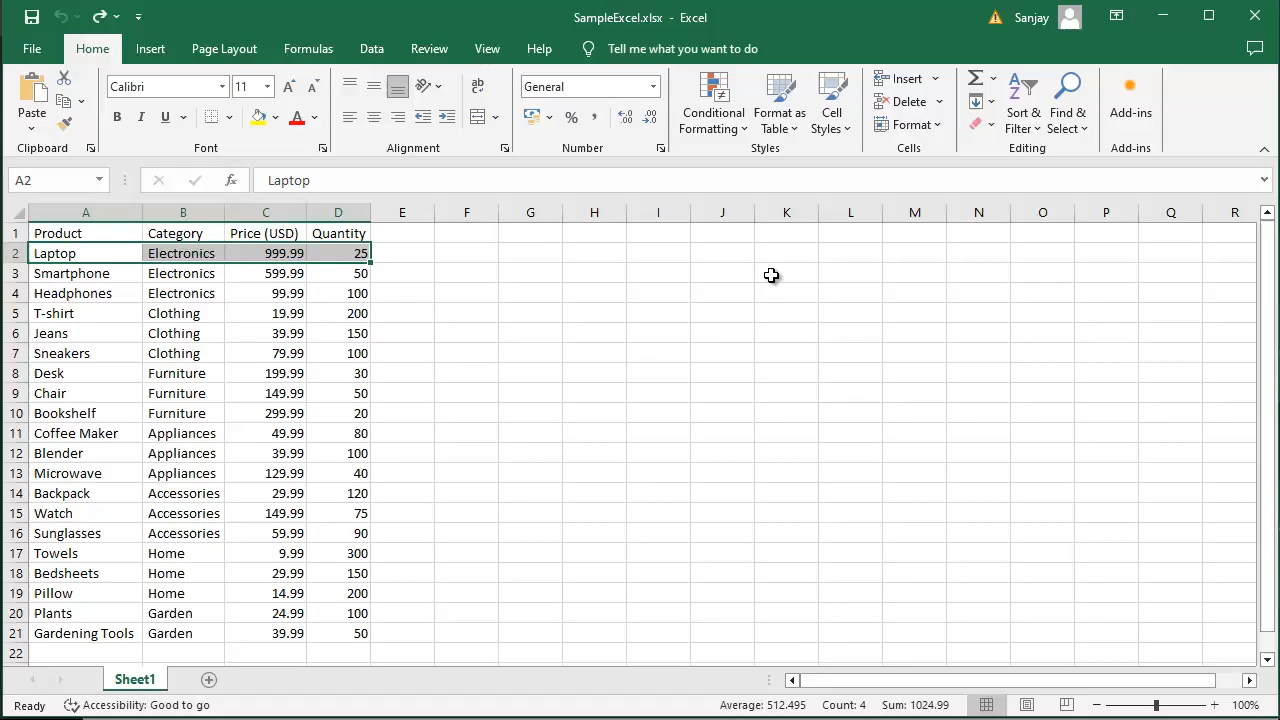 SampleExcel.xlsx - Excel
Sanjay
File Home Insert Page Layout Formulas Data Review View Help Tell me what you want to do
Paste
Clipboard
Calibri 11
B I U
Font
Alignment
General
Number
Conditional Formatting
Format as Table
Cell Styles
Styles
Insert
Delete
Format
Cells
Sort & Filter
Find & Select
Editing
Add-ins
Add-ins
A2 fx Laptop
A B C D E F G H I J K L M N O P Q R
1 Product Category Price (USD) Quantity
2 Laptop Electronics 999.99 25
3 Smartphone Electronics 599.99 50
4 Headphones Electronics 99.99 100
5 T-shirt Clothing 19.99 200
6 Jeans Clothing 39.99 150
7 Sneakers Clothing 79.99 100
8 Desk Furniture 199.99 30
9 Chair Furniture 149.99 50
10 Bookshelf Furniture 299.99 20
11 Coffee Maker Appliances 49.99 80
12 Blender Appliances 39.99 100
13 Microwave Appliances 129.99 40
14 Backpack Accessories 29.99 120
15 Watch Accessories 149.99 75
16 Sunglasses Accessories 59.99 90
17 Towels Home 9.99 300
18 Bedsheets Home 29.99 150
19 Pillow Home 14.99 200
20 Plants Garden 24.99 100
21 Gardening Tools Garden 39.99 50
22
Sheet1
Ready Accessibility: Good to go Average: 512.495 Count: 4 Sum: 1024.99 100%